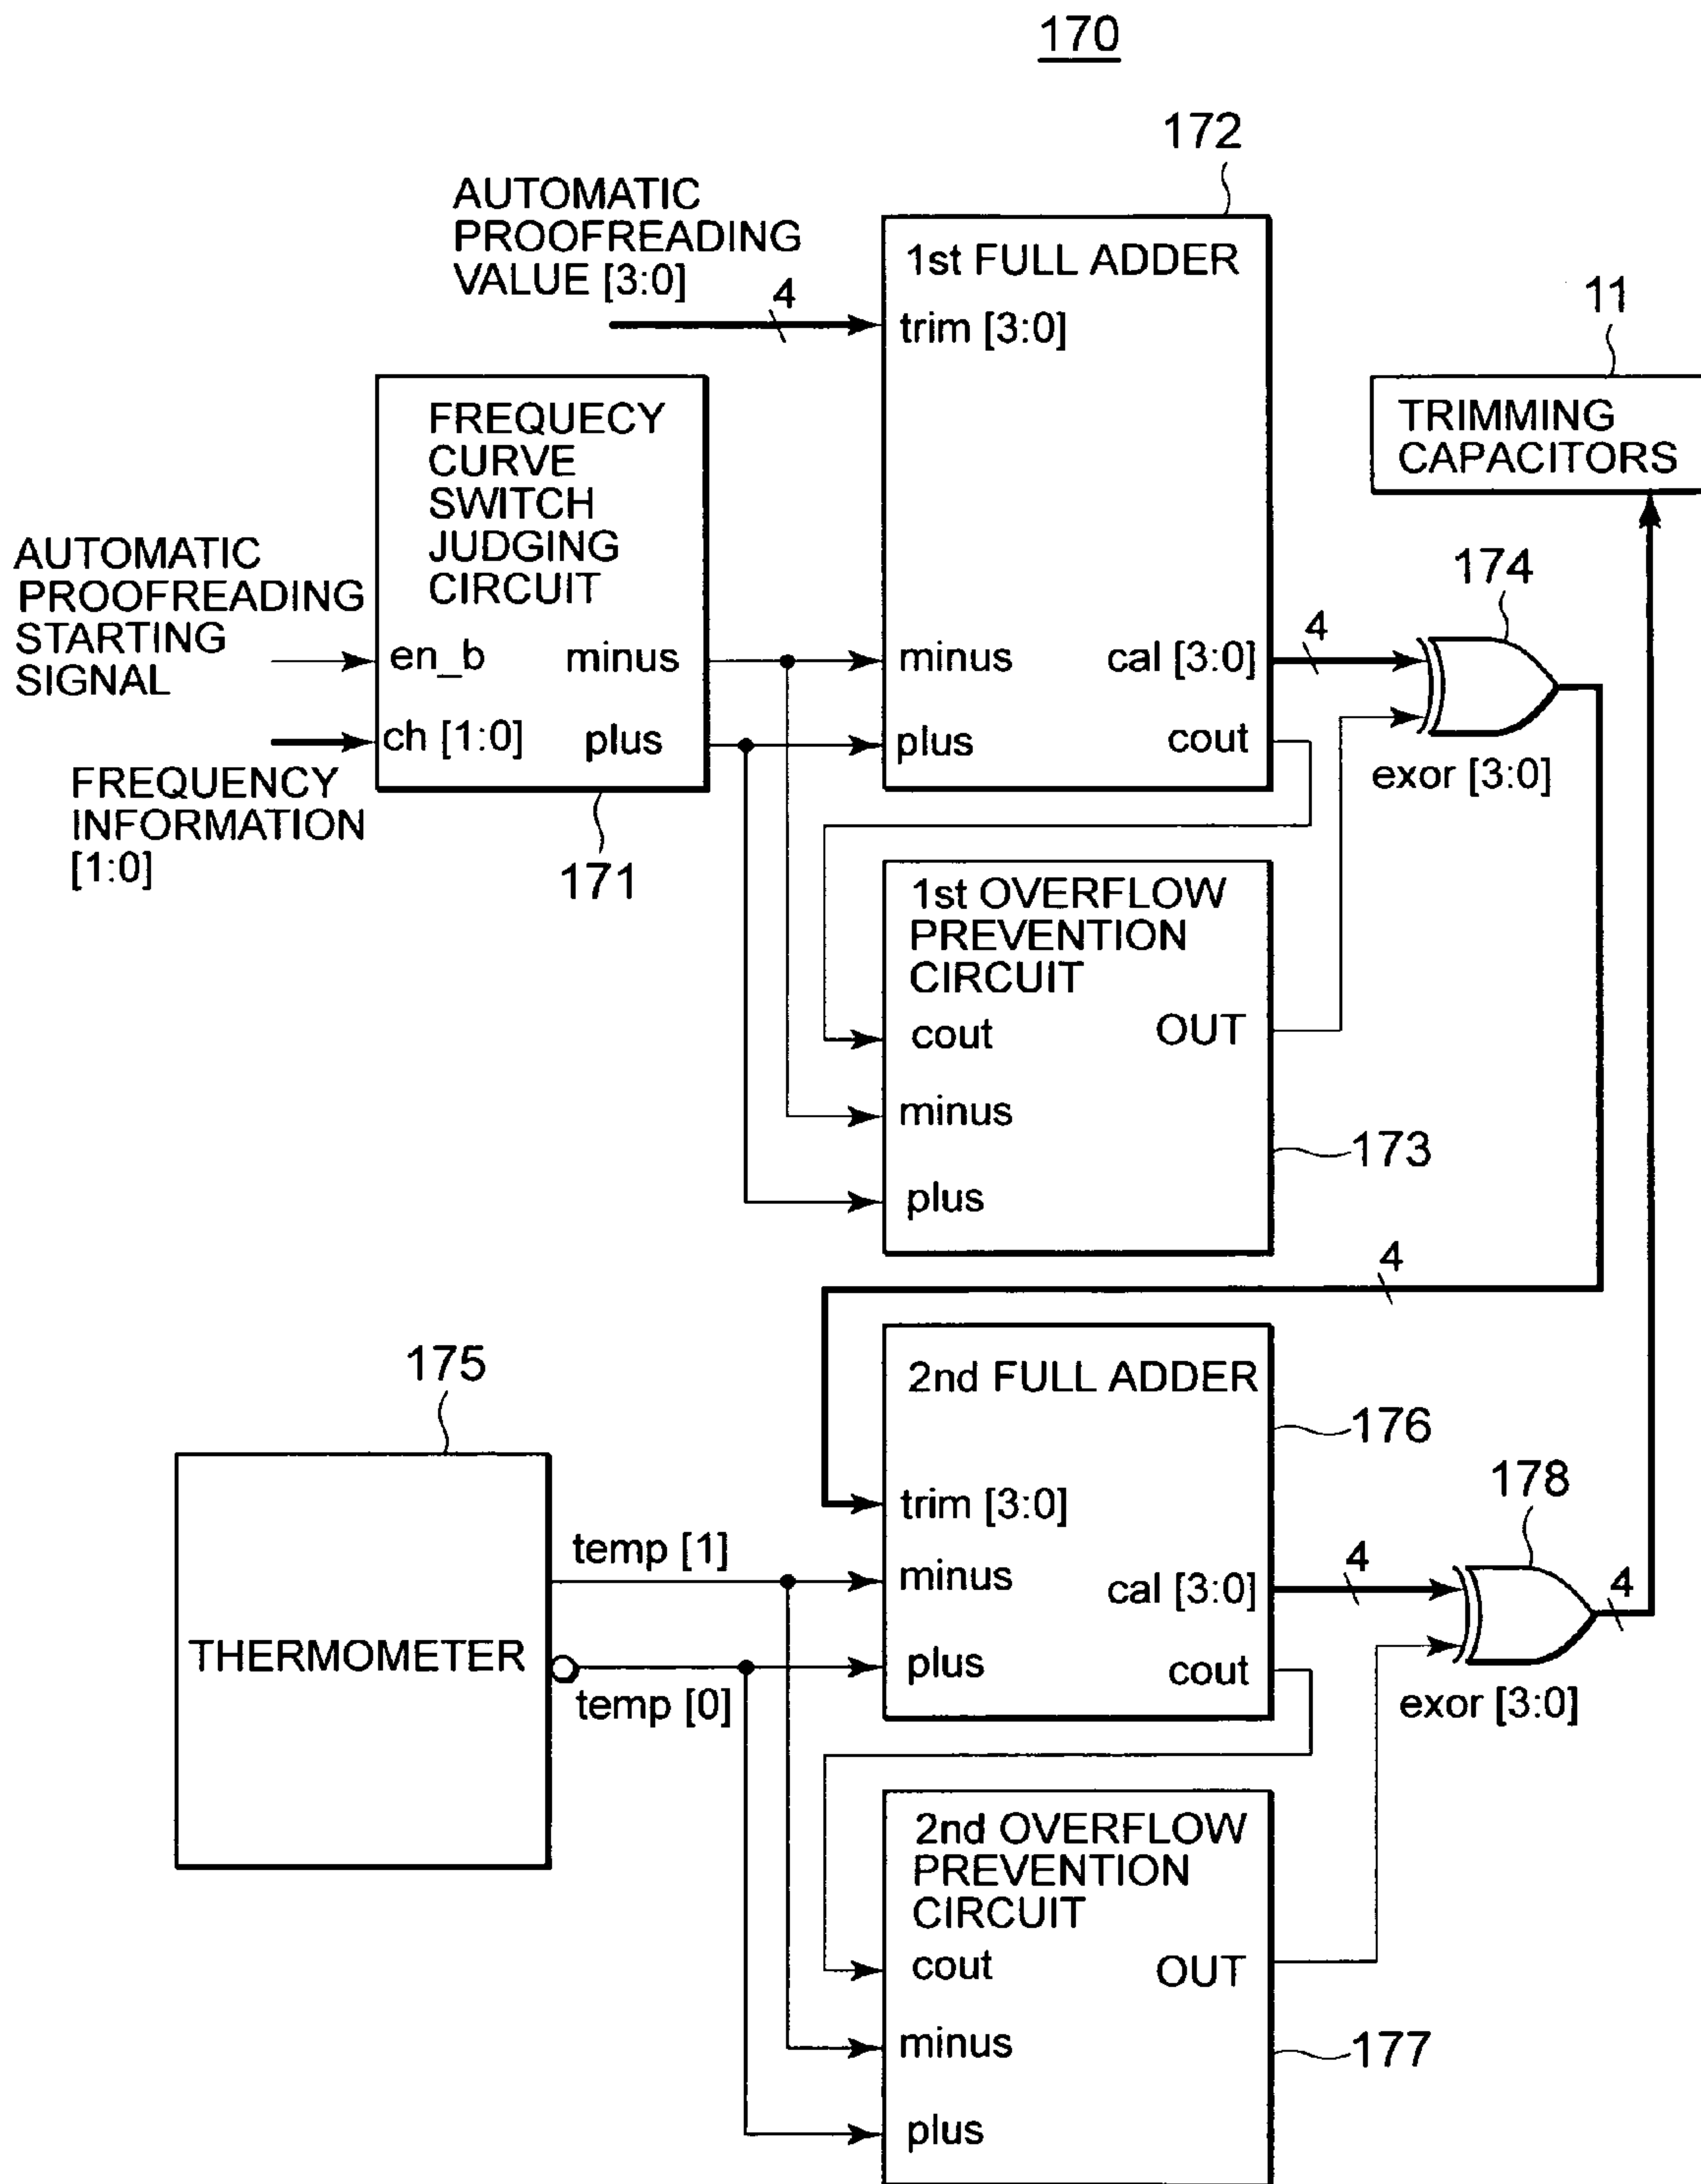 170
172
AUTOMATIC
PROOFREADING
VALUE [3:0]
4
1st FULL ADDER
trim [3:0]
minus
plus
cal [3:0]
cout
11
TRIMMING
CAPACITORS
FREQUECY
CURVE
SWITCH
JUDGING
CIRCUIT
en_b
minus
ch [1:0]
plus
AUTOMATIC
PROOFREADING
STARTING
SIGNAL
FREQUENCY
INFORMATION
[1:0]
171
4
174
exor [3:0]
1st OVERFLOW
PREVENTION
CIRCUIT
cout
OUT
minus
plus
173
4
175
THERMOMETER
temp [1]
temp [0]
2nd FULL ADDER
trim [3:0]
minus
cal [3:0]
plus
cout
176
4
178
4
exor [3:0]
2nd OVERFLOW
PREVENTION
CIRCUIT
cout
OUT
minus
plus
177